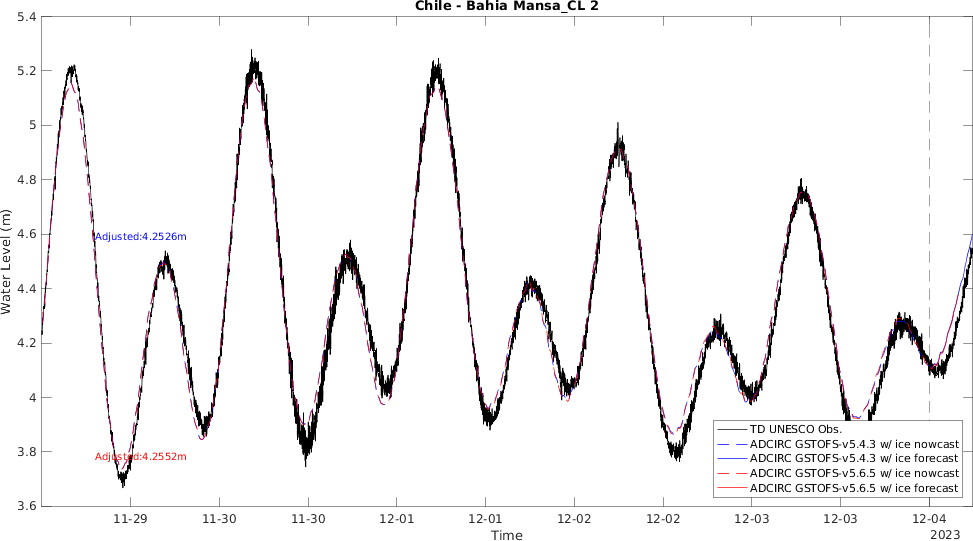 Chile - Bahia Mansa_CL 2
5.4
5.2
5
4.8
4.6
4.4
4.2
4
3.8
3.6
Water Level (m)
Adjusted:4.2526m
Adjusted:4.2552m
TD UNESCO Obs.
ADCIRC GSTOFS-v5.4.3 w/ ice nowcast
ADCIRC GSTOFS-v5.4.3 w/ ice forecast
ADCIRC GSTOFS-v5.6.5 w/ ice nowcast
ADCIRC GSTOFS-v5.6.5 w/ ice forecast
11-29 11-30 11-30 12-01 12-01 12-02 12-02 12-03 12-03 12-04
Time
2023